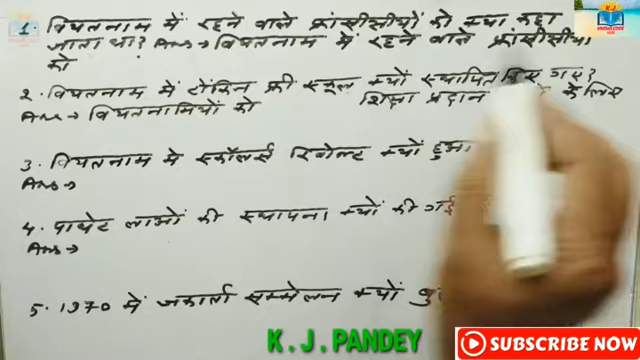 1. वियतनाम में रहने वाले फ्रांसीसीयों को क्या कहा
जाता था? Ans→ वियतनाम में रहने वाले फ्रांसीसीयों
को
2. वियतनाम में टोंकिन फ्री स्कूल क्यों स्थापित किए गए?
Ans→ वियतनामियों को शिक्षा प्रदान के लिए
3. वियतनाम में स्कॉलर्स रिवोल्ट क्यों हुआ
Ans→
4. पाथेट लाओं की स्थापना क्यों की गई
Ans→
5. 1970 में जकार्ता सम्मेलन क्यों
K.J.PANDEY
SUBSCRIBE NOW